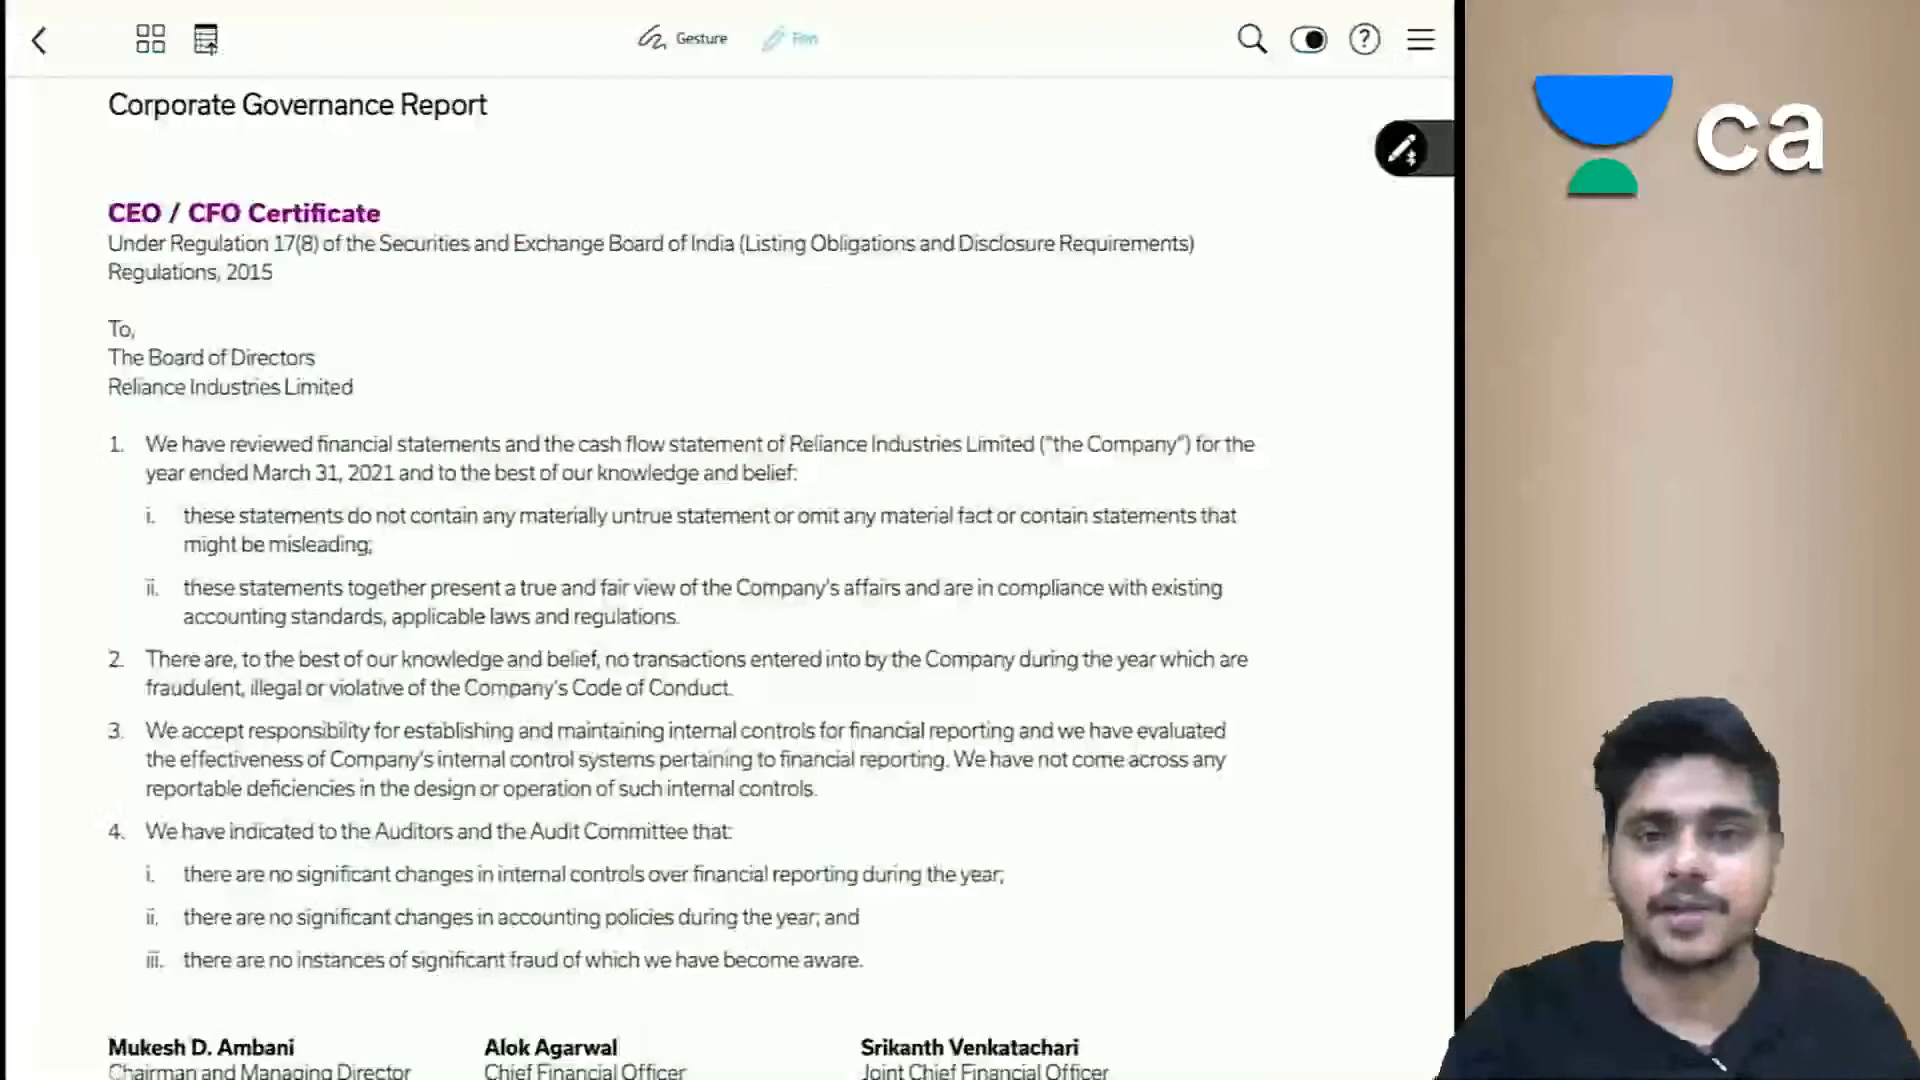 Gesture Pen
ca
Corporate Governance Report
CEO / CFO Certificate
Under Regulation 17(8) of the Securities and Exchange Board of India (Listing Obligations and Disclosure Requirements)
Regulations, 2015
To,
The Board of Directors
Reliance Industries Limited
1. We have reviewed financial statements and the cash flow statement of Reliance Industries Limited ("the Company") for the
year ended March 31, 2021 and to the best of our knowledge and belief:
i. these statements do not contain any materially untrue statement or omit any material fact or contain statements that
might be misleading;
ii. these statements together present a true and fair view of the Company's affairs and are in compliance with existing
accounting standards, applicable laws and regulations.
2. There are, to the best of our knowledge and belief, no transactions entered into by the Company during the year which are
fraudulent, illegal or violative of the Company's Code of Conduct.
3. We accept responsibility for establishing and maintaining internal controls for financial reporting and we have evaluated
the effectiveness of Company's internal control systems pertaining to financial reporting. We have not come across any
reportable deficiencies in the design or operation of such internal controls.
4. We have indicated to the Auditors and the Audit Committee that:
i. there are no significant changes in internal controls over financial reporting during the year;
ii. there are no significant changes in accounting policies during the year; and
iii. there are no instances of significant fraud of which we have become aware.
Mukesh D. Ambani Alok Agarwal Srikanth Venkatachari
Chairman and Managing Director Chief Financial Officer Joint Chief Financial Officer